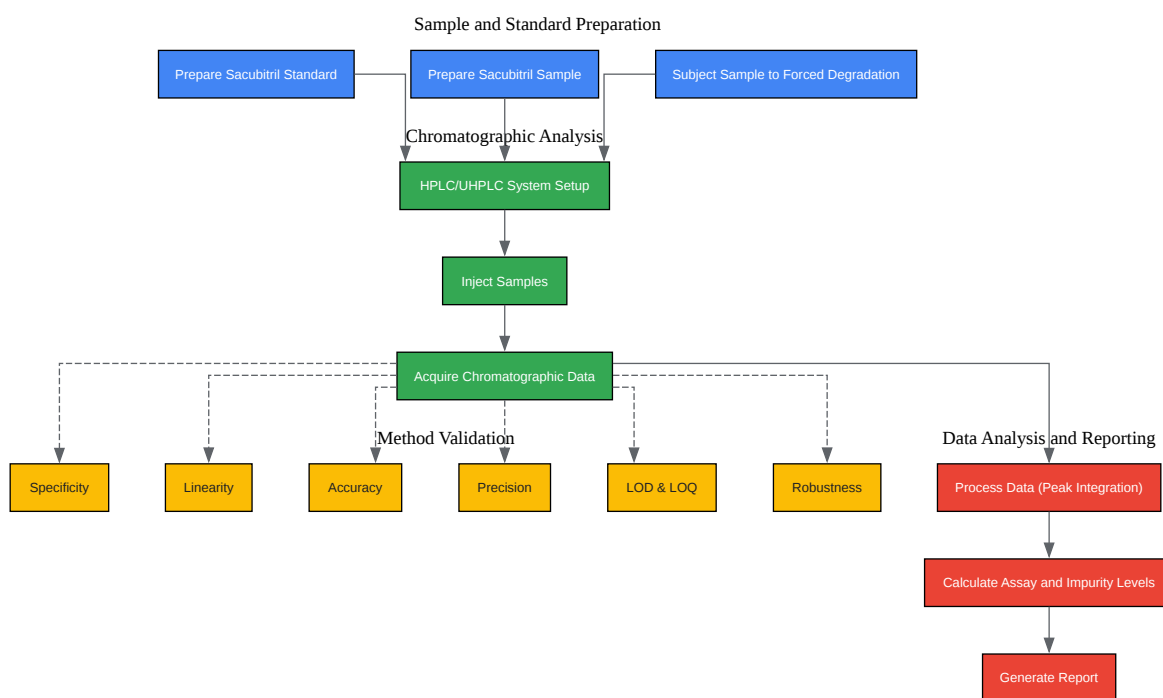 Sample and Standard Preparation
Prepare Sacubitril Standard
Prepare Sacubitril Sample
Subject Sample to Forced Degradation
Chromatographic Analysis
HPLC/UHPLC System Setup
Inject Samples
Acquire Chromatographic Data
Method Validation
Data Analysis and Reporting
Specificity
Linearity
Accuracy
Precision
LOD & LOQ
Robustness
Process Data (Peak Integration)
Calculate Assay and Impurity Levels
Generate Report